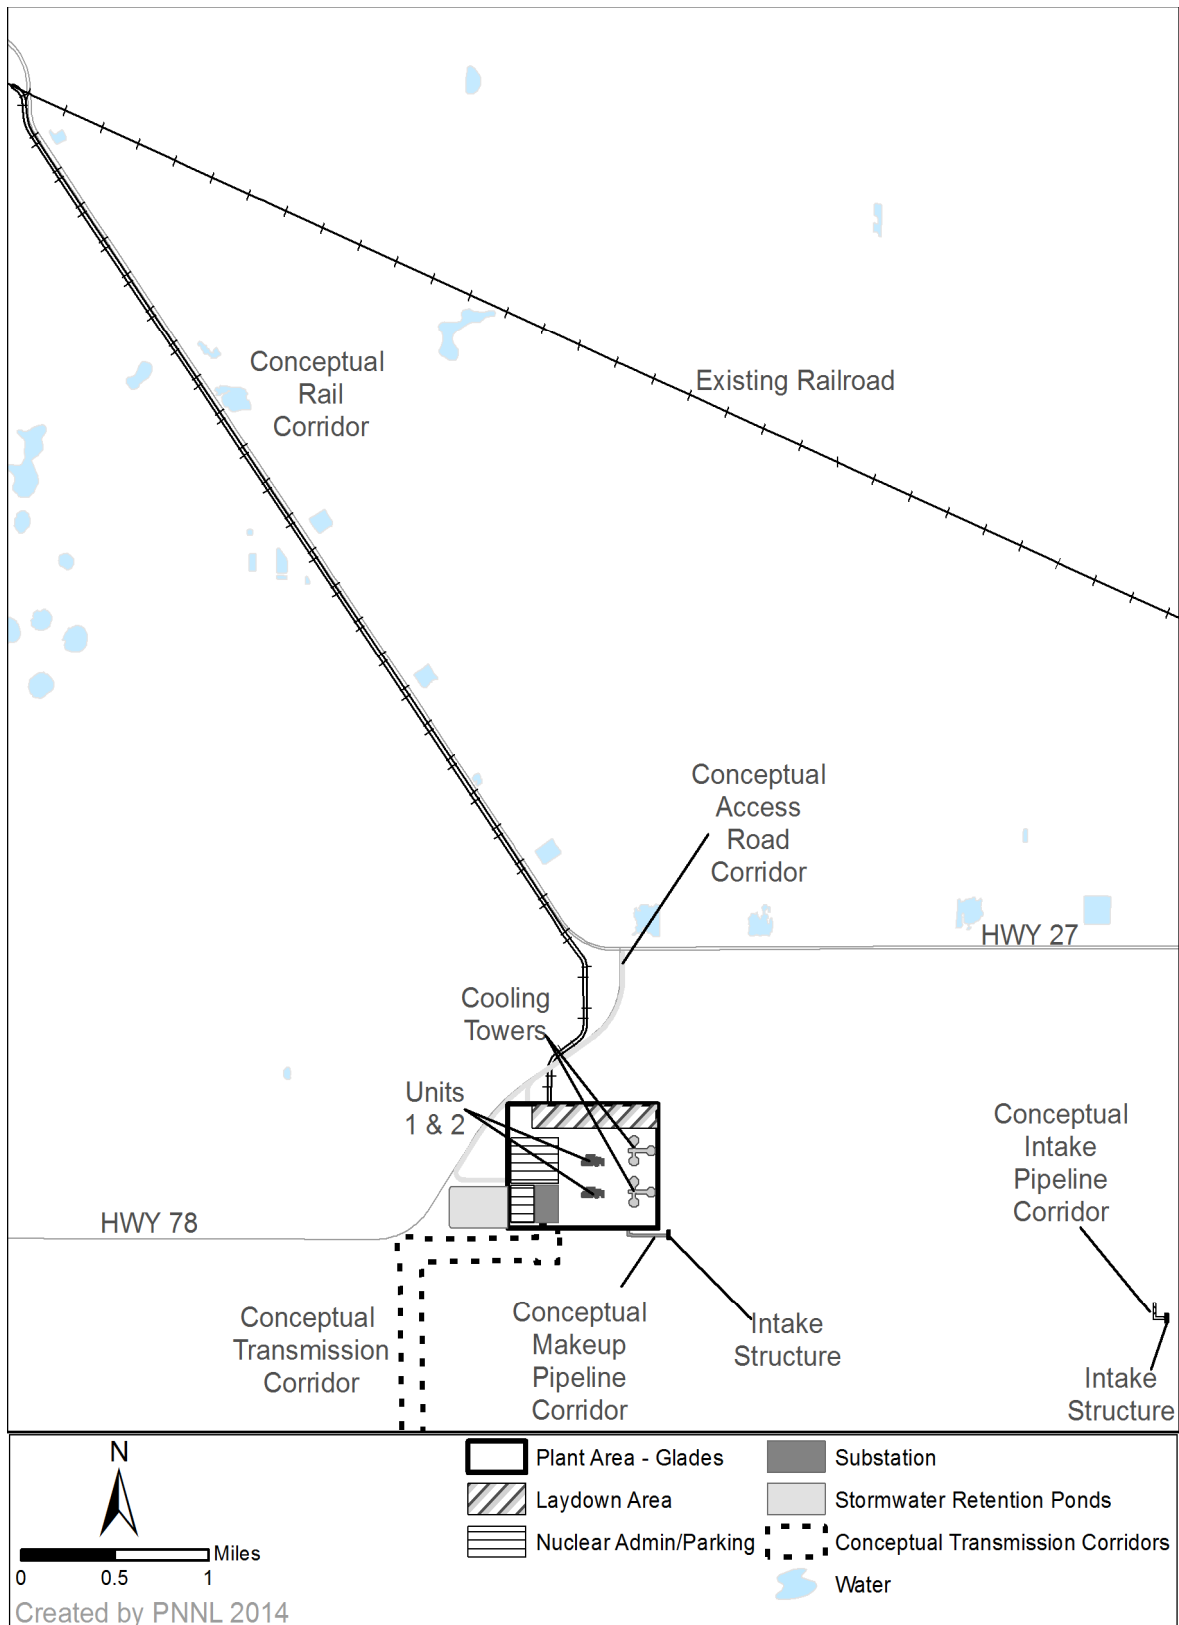 Conceptual
Rail
Corridor
Existing Railroad
Conceptual
Access
Road
Corridor
HWY 27
Cooling
Towers
Units
1 & 2
Conceptual
Intake
Pipeline
Corridor
HWY 78
Conceptual
Transmission
Corridor
Conceptual
Makeup
Pipeline
Corridor
Intake
Structure
Intake
Structure
N
Miles
0 0.5 1
Created by PNNL 2014
Plant Area - Glades
Laydown Area
Nuclear Admin/Parking
Substation
Stormwater Retention Ponds
Conceptual Transmission Corridors
Water